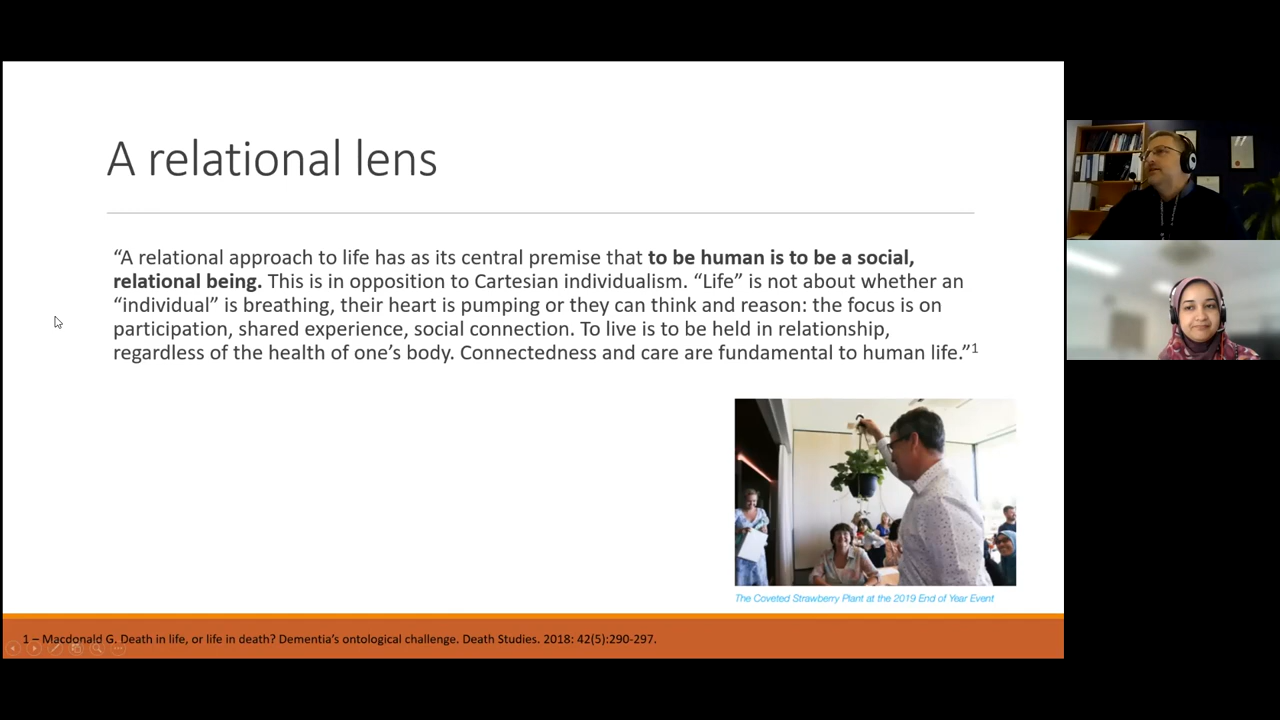 A relational lens
“A relational approach to life has as its central premise that to be human is to be a social,
relational being. This is in opposition to Cartesian individualism. “Life” is not about whether an
“individual” is breathing, their heart is pumping or they can think and reason: the focus is on
participation, shared experience, social connection. To live is to be held in relationship,
regardless of the health of one’s body. Connectedness and care are fundamental to human life.”1
The Coveted Strawberry Plant at the 2019 End of Year Event
1 – Macdonald G. Death in life, or life in death? Dementia’s ontological challenge. Death Studies. 2018: 42(5):290-297.